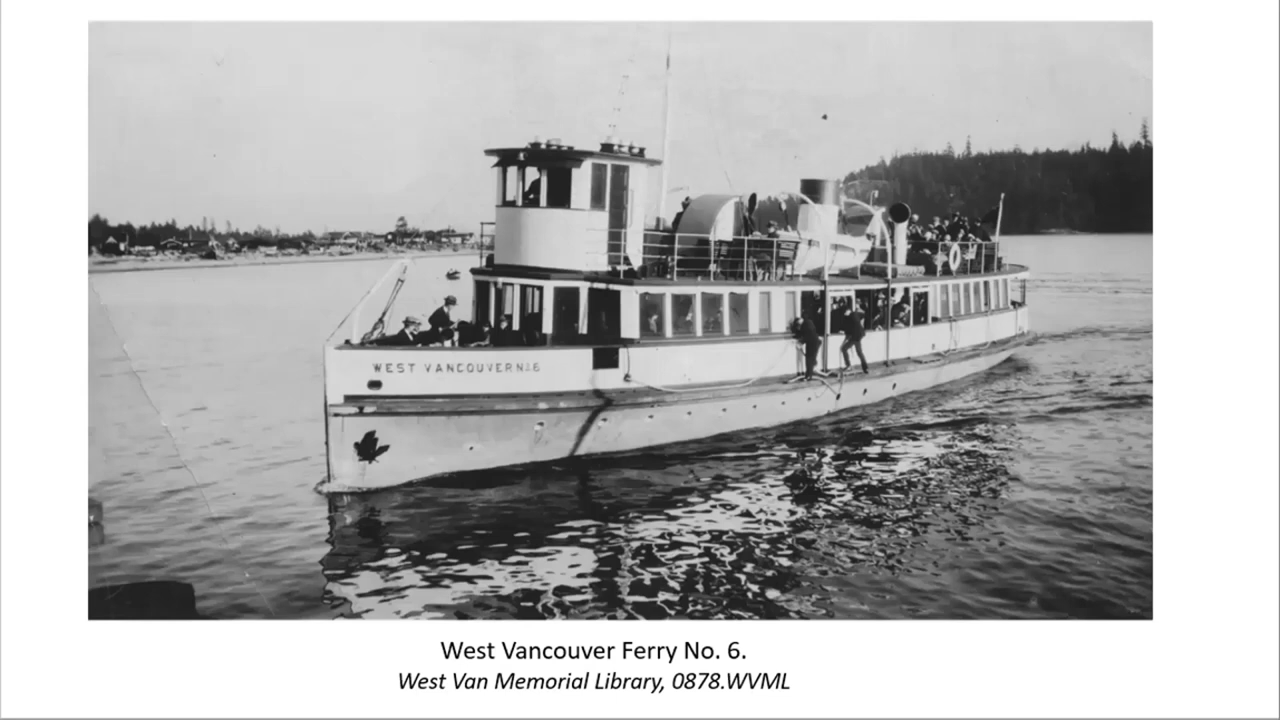 WEST VANCOUVER No 6
West Vancouver Ferry No. 6.
West Van Memorial Library, 0878.WVML